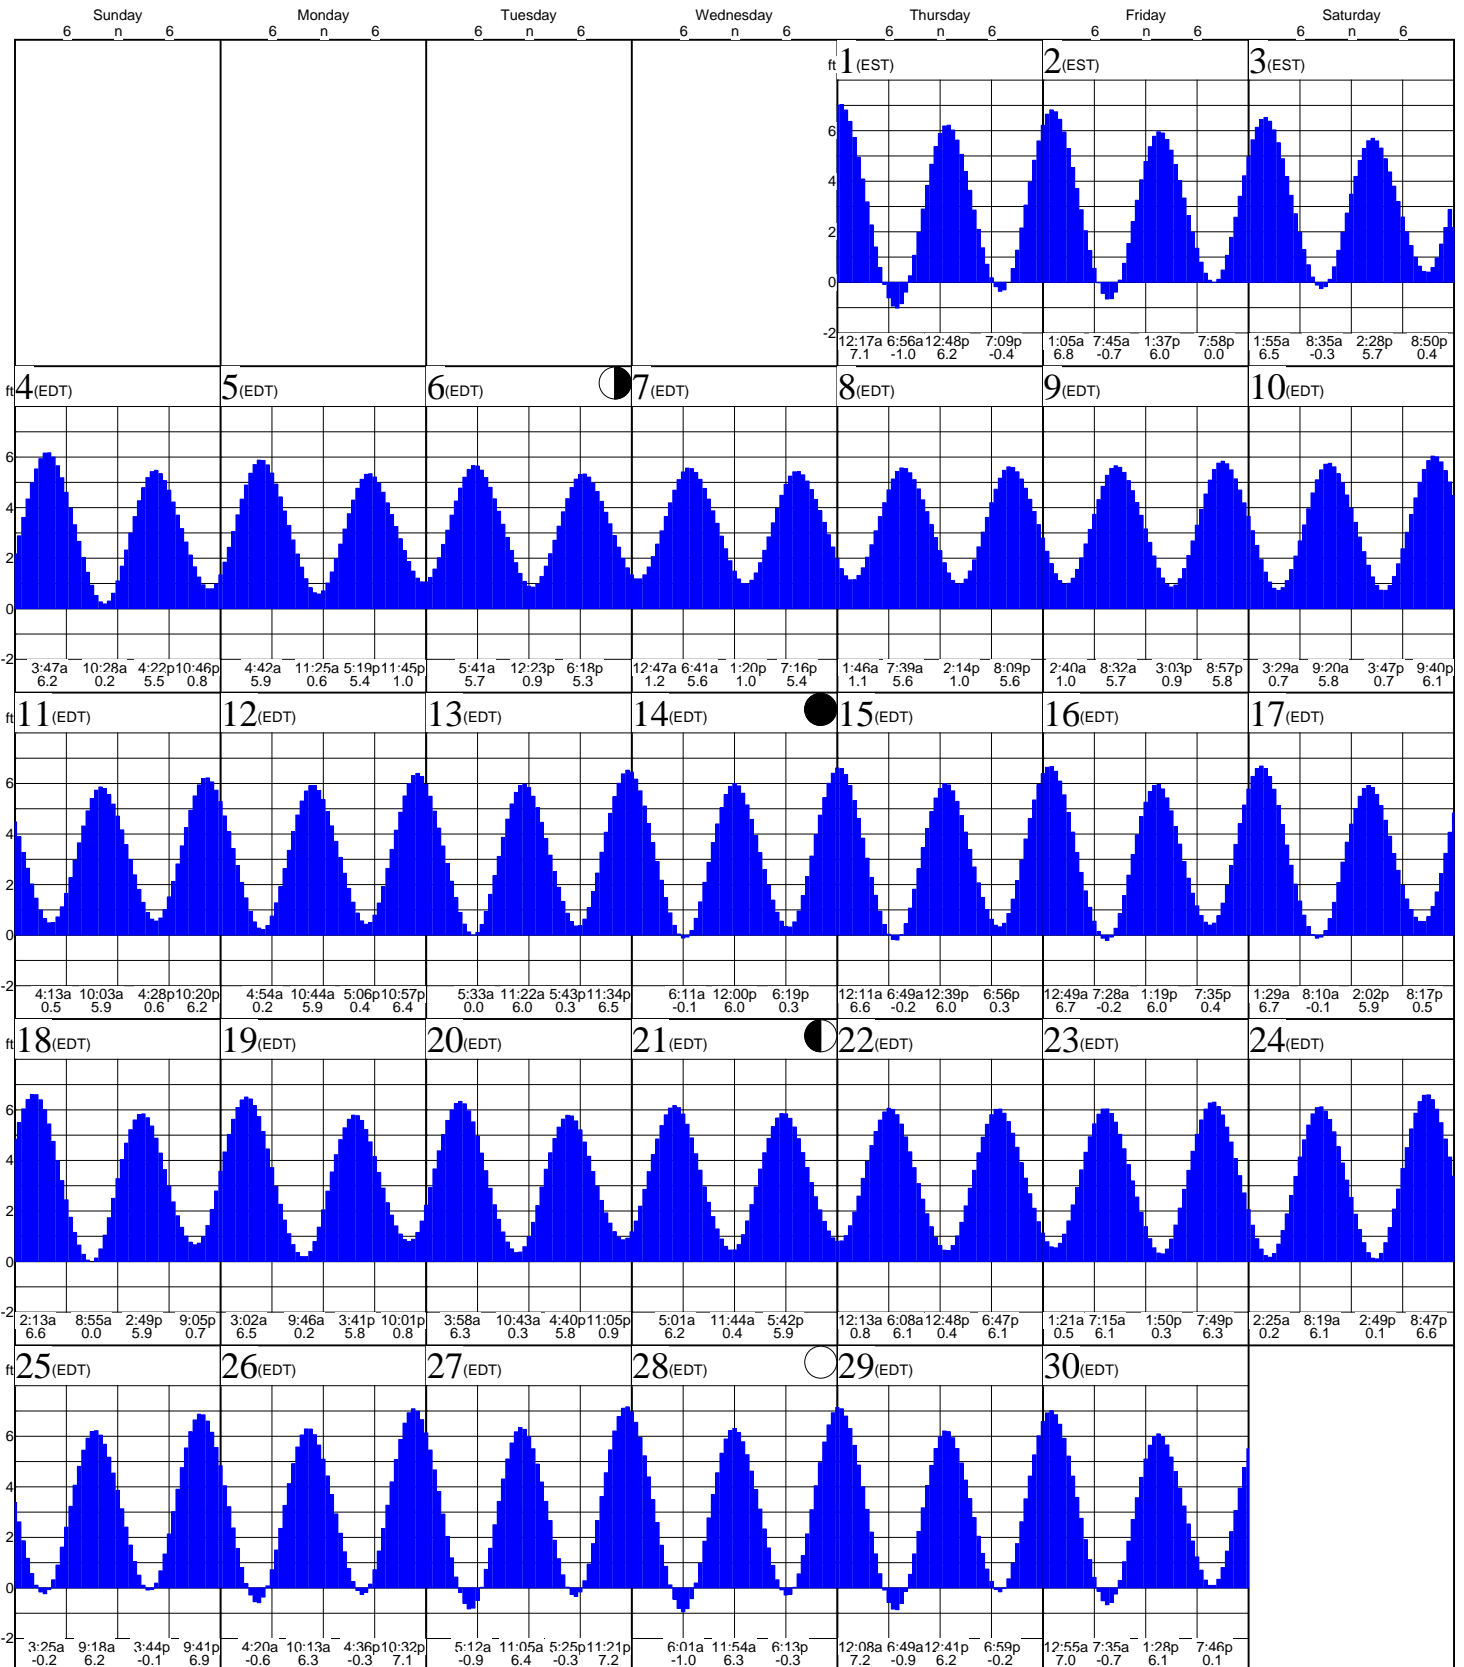 Sunday Monday Tuesday Wednesday Thursday Friday Saturday
6 n 6 6 n 6 6 n 6 6 n 6 6 n 6 6 n 6 6 n 6
ft 1(EST) 2(EST) 3(EST)
6
4
2
0
-2
12:17a 6:56a 12:48p 7:09p 1:05a 7:45a 1:37p 7:58p 1:55a 8:35a 2:28p 8:50p
7.1 -1.0 6.2 -0.4 6.8 -0.7 6.0 0.0 6.5 -0.3 5.7 0.4
ft 4(EDT) 5(EDT) 6(EDT) 7(EDT) 8(EDT) 9(EDT) 10(EDT)
6
4
2
0
-2
3:47a 10:28a 4:22p 10:46p 4:42a 11:25a 5:19p 11:45p 5:41a 12:23p 6:18p 12:47a 6:41a 1:20p 7:16p 1:46a 7:39a 2:14p 8:09p 2:40a 8:32a 3:03p 8:57p 3:29a 9:20a 3:47p 9:40p
6.2 0.2 5.5 0.8 5.9 0.6 5.4 1.0 5.7 0.9 5.3 1.2 5.6 1.0 5.4 1.1 5.6 1.0 5.6 1.0 5.7 0.9 5.8 0.7 5.8 0.7 6.1
ft 11(EDT) 12(EDT) 13(EDT) 14(EDT) 15(EDT) 16(EDT) 17(EDT)
6
4
2
0
-2
4:13a 10:03a 4:28p 10:20p 4:54a 10:44a 5:06p 10:57p 5:33a 11:22a 5:43p 11:34p 6:11a 12:00p 6:19p 12:11a 6:49a 12:39p 6:56p 12:49a 7:28a 1:19p 7:35p 1:29a 8:10a 2:02p 8:17p
0.5 5.9 0.6 6.2 0.2 5.9 0.4 6.4 0.0 6.0 0.3 6.5 -0.1 6.0 0.3 6.6 -0.2 6.0 0.3 6.7 -0.2 6.0 0.4 6.7 -0.1 5.9 0.5
ft 18(EDT) 19(EDT) 20(EDT) 21(EDT) 22(EDT) 23(EDT) 24(EDT)
6
4
2
0
-2
2:13a 8:55a 2:49p 9:05p 3:02a 9:46a 3:41p 10:01p 3:58a 10:43a 4:40p 11:05p 5:01a 11:44a 5:42p 12:13a 6:08a 12:48p 6:47p 1:21a 7:15a 1:50p 7:49p 2:25a 8:19a 2:49p 8:47p
6.6 0.0 5.9 0.7 6.5 0.2 5.8 0.8 6.3 0.3 5.8 0.9 6.2 0.4 5.9 0.8 6.1 0.4 6.1 0.5 6.1 0.3 6.3 0.2 6.1 0.1 6.6
ft 25(EDT) 26(EDT) 27(EDT) 28(EDT) 29(EDT) 30(EDT)
6
4
2
0
-2
3:25a 9:18a 3:44p 9:41p 4:20a 10:13a 4:36p 10:32p 5:12a 11:05a 5:25p 11:21p 6:01a 11:54a 6:13p 12:08a 6:49a 12:41p 6:59p 12:55a 7:35a 1:28p 7:46p
-0.2 6.2 -0.1 6.9 -0.6 6.3 -0.3 7.1 -0.9 6.4 -0.3 7.2 -1.0 6.3 -0.3 7.2 -0.9 6.2 -0.2 7.0 -0.7 6.1 0.1